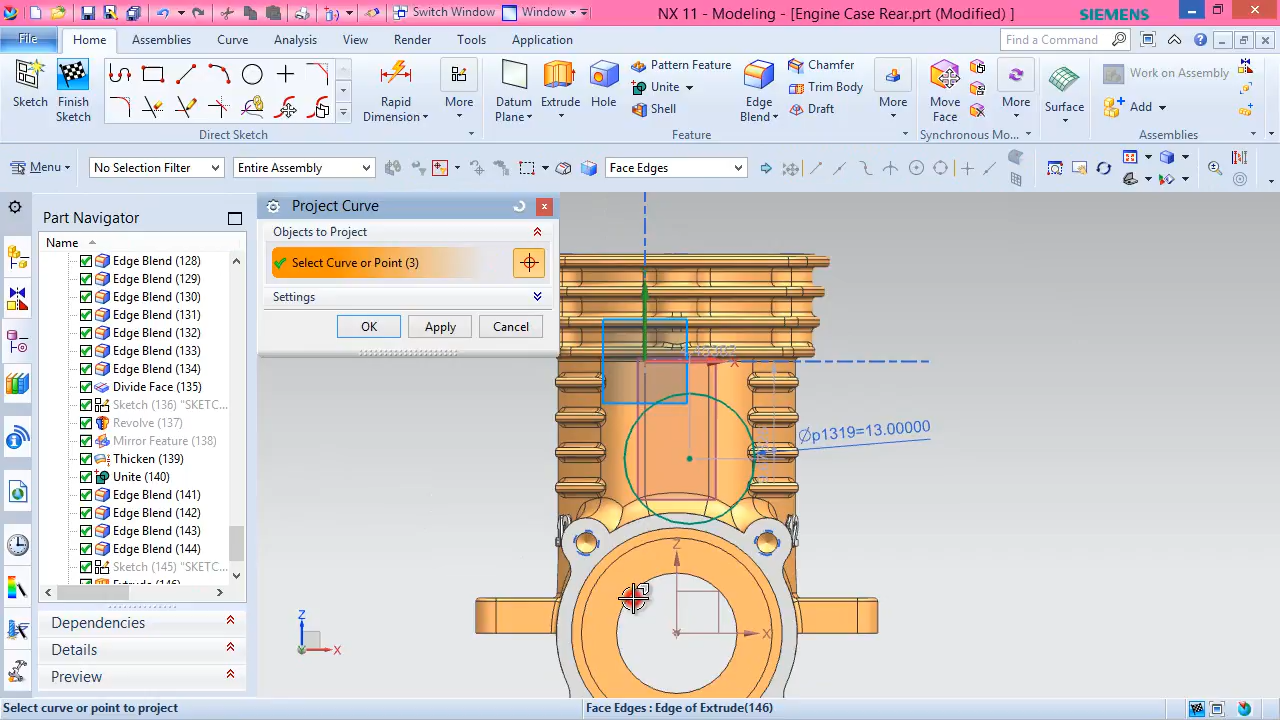 NX 11 - Modeling - [Engine Case Rear.prt (Modified) ]
SIEMENS
Switch Window
Window
File
Home
Assemblies
Curve
Analysis
View
Render
Tools
Application
Find a Command
Sketch
Finish Sketch
Rapid Dimension
More
Datum Plane
Extrude
Hole
Pattern Feature
Unite
Shell
Edge Blend
Chamfer
Trim Body
Draft
More
Move Face
More
Surface
Work on Assembly
Add
Direct Sketch
Feature
Synchronous Mo...
Assemblies
Menu
No Selection Filter
Entire Assembly
Face Edges
Part Navigator
Name
Edge Blend (128)
Edge Blend (129)
Edge Blend (130)
Edge Blend (131)
Edge Blend (132)
Edge Blend (133)
Edge Blend (134)
Divide Face (135)
Sketch (136) "SKETC...
Revolve (137)
Mirror Feature (138)
Thicken (139)
Unite (140)
Edge Blend (141)
Edge Blend (142)
Edge Blend (143)
Edge Blend (144)
Sketch (145) "SKETC...
Extrude (146)
Dependencies
Details
Preview
Project Curve
Objects to Project
Select Curve or Point (3)
Settings
OK
Apply
Cancel
X
∅p1319=13.00000
Z
X
Z
X
Select curve or point to project
Face Edges : Edge of Extrude(146)